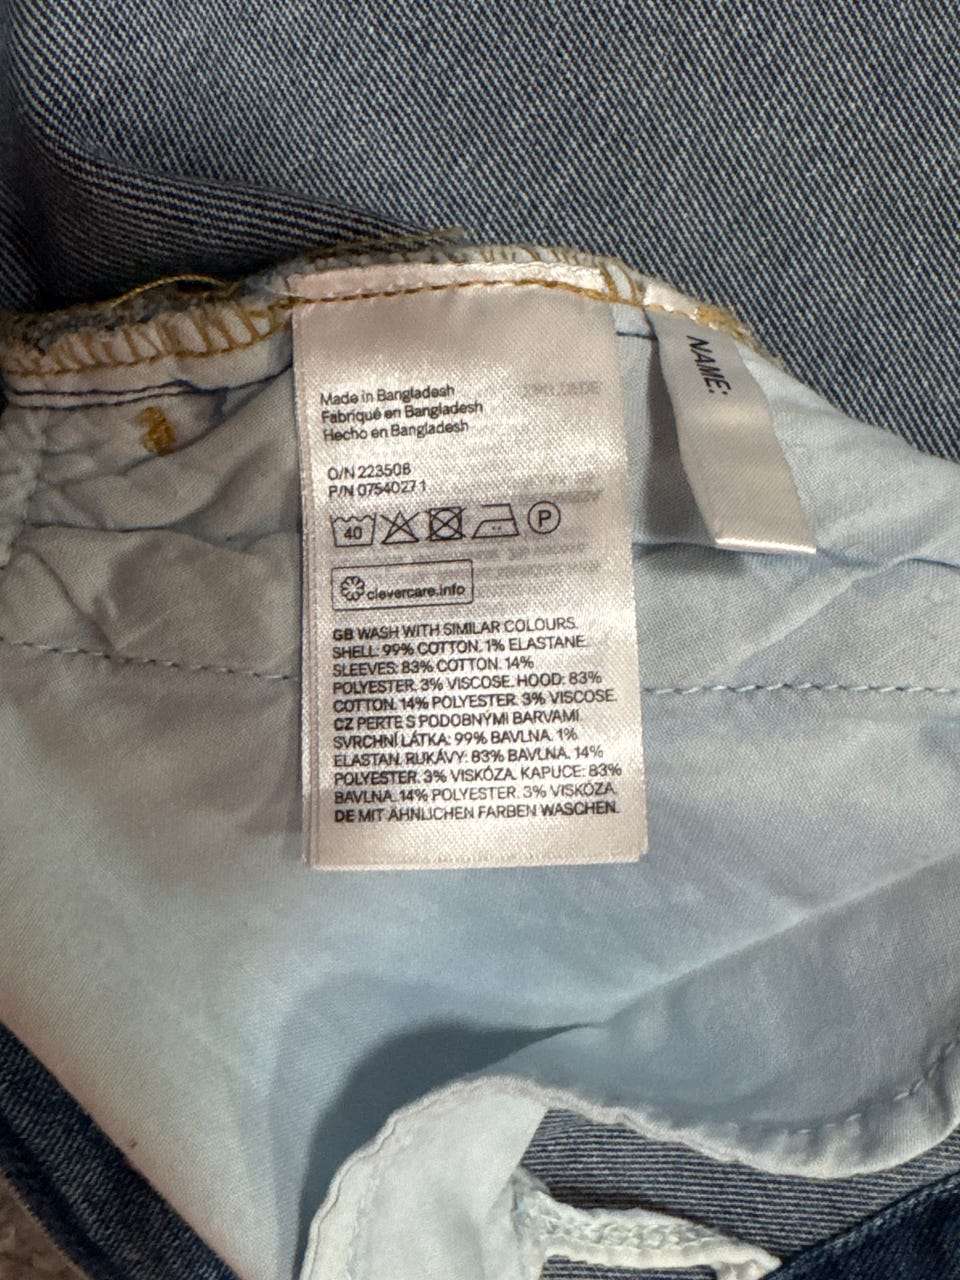 Made in Bangladesh
Fabriqué en Bangladesh
Hecho en Bangladesh
NAME:
O/N 223508
P/N 0754027 1
40
P
clevercare.info
GB WASH WITH SIMILAR COLOURS.
SHELL: 99% COTTON. 1% ELASTANE.
SLEEVES: 83% COTTON. 14%
POLYESTER. 3% VISCOSE. HOOD: 83%
COTTON. 14% POLYESTER. 3% VISCOSE.
CZ PERTE S PODOBNÝMI BARVAMI.
SVRCHNÍ LÁTKA: 99% BAVLNA. 1%
ELASTAN. RUKÁVY: 83% BAVLNA. 14%
POLYESTER. 3% VISKÓZA. KAPUCE: 83%
BAVLNA. 14% POLYESTER. 3% VISKÓZA.
DE MIT ÄHNLICHEN FARBEN WASCHEN.